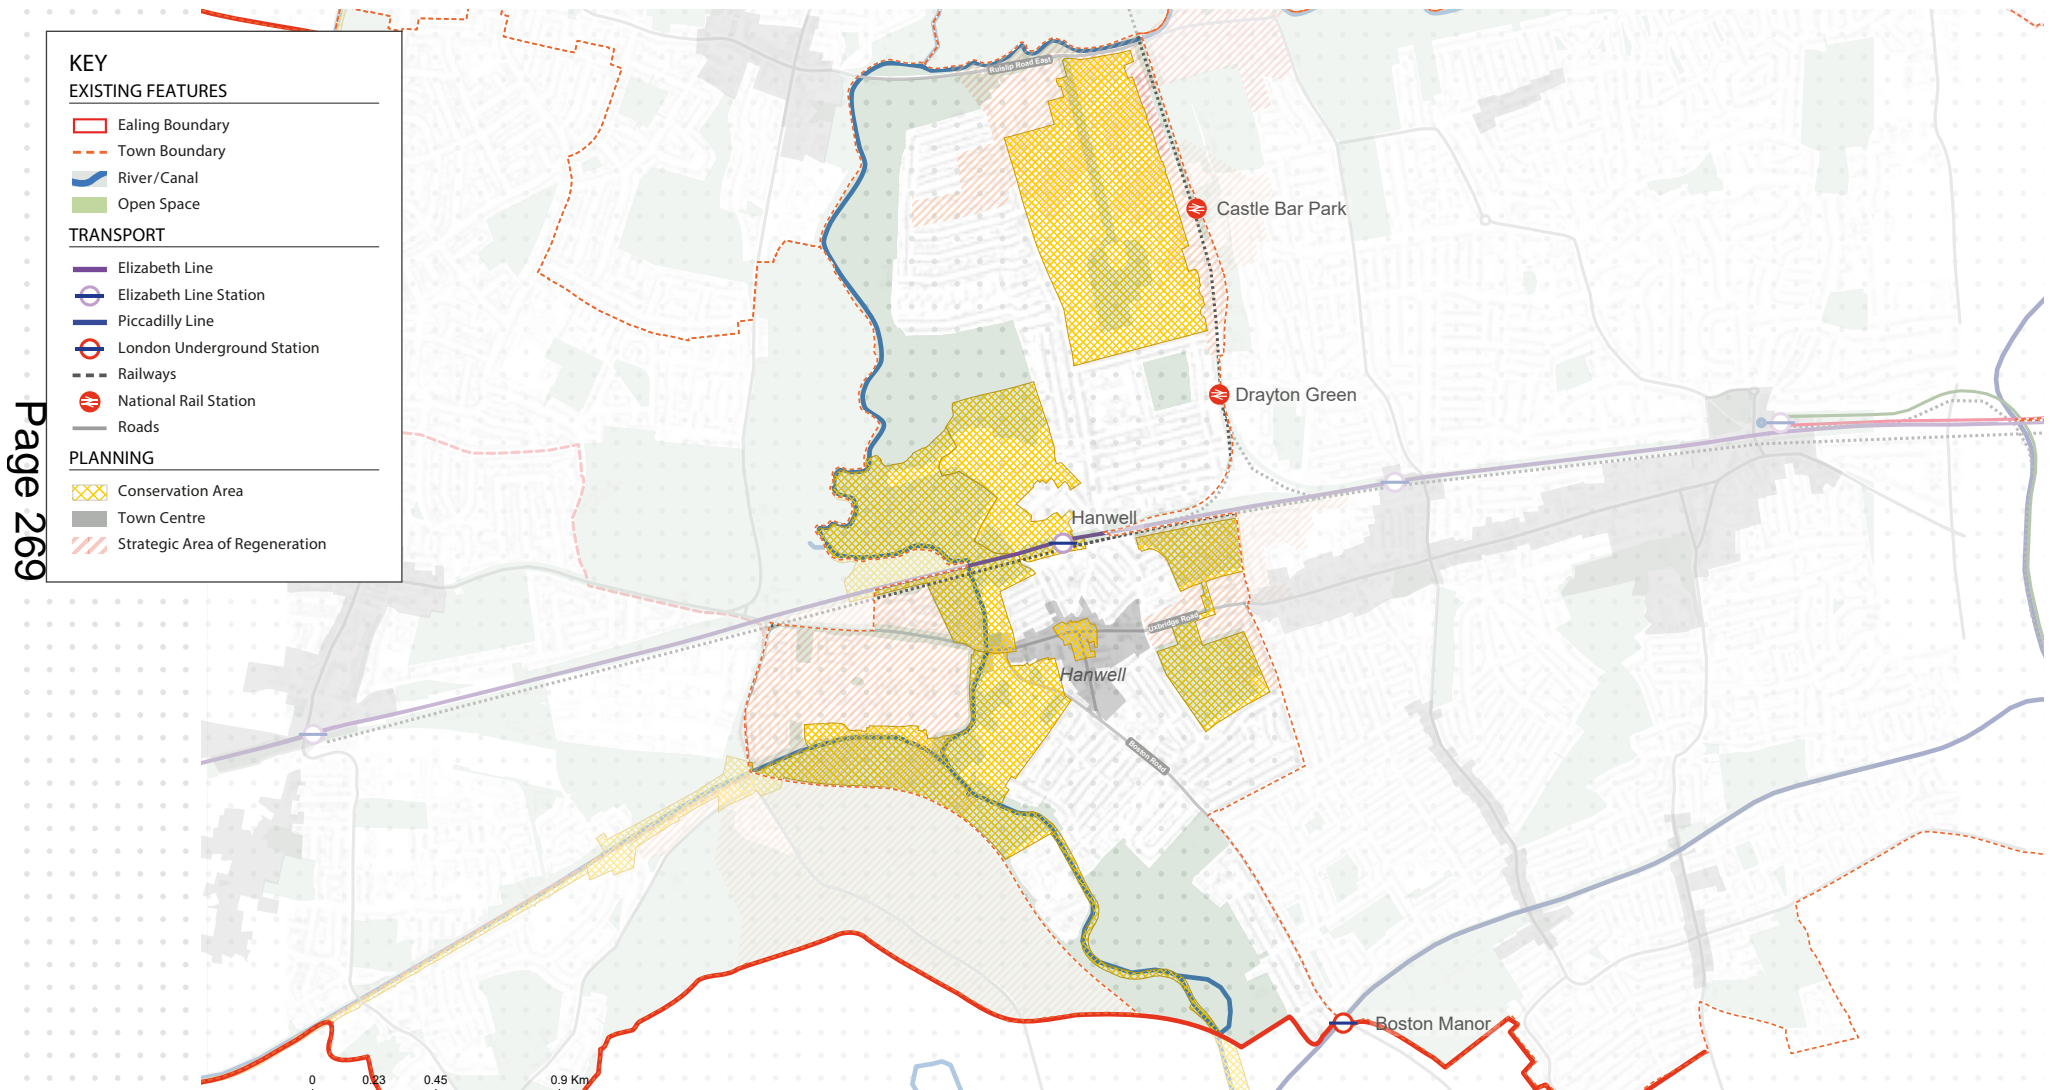 KEY
EXISTING FEATURES
Ealing Boundary
Town Boundary
River/Canal
Open Space
TRANSPORT
Elizabeth Line
Elizabeth Line Station
Piccadilly Line
London Underground Station
Railways
National Rail Station
Roads
PLANNING
Conservation Area
Town Centre
Strategic Area of Regeneration
Page 269
Ruislip Road East
Castle Bar Park
Drayton Green
Hanwell
Uxbridge Road
Hanwell
Boston Road
Boston Manor
0 0.23 0.45 0.9 Km